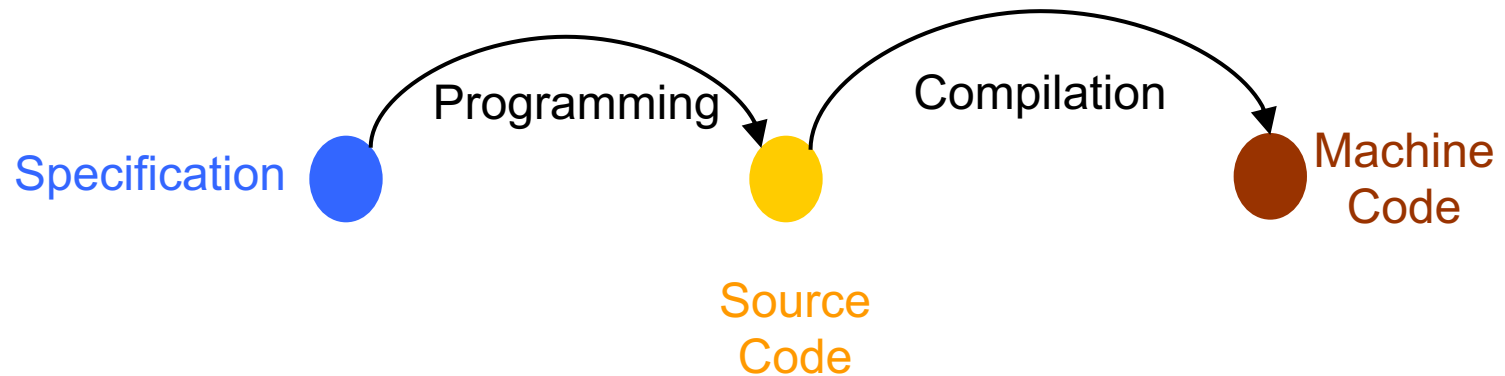 Programming
Compilation
Specification
Machine
Code
Source
Code